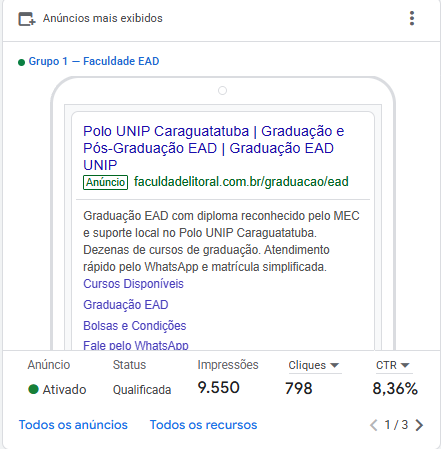 Anúncios mais exibidos
Grupo 1 — Faculdade EAD
Polo UNIP Caraguatatuba | Graduação e
Pós-Graduação EAD | Graduação EAD
UNIP
Anúncio faculdadelitoral.com.br/graduacao/ead
Graduação EAD com diploma reconhecido pelo MEC
e suporte local no Polo UNIP Caraguatatuba.
Dezenas de cursos de graduação. Atendimento
rápido pelo WhatsApp e matrícula simplificada.
Cursos Disponíveis
Graduação EAD
Bolsas e Condições
Fale pelo WhatsApp
Anúncio Status Impressões Cliques CTR
Ativado Qualificada 9.550 798 8,36%
Todos os anúncios Todos os recursos 1 / 3